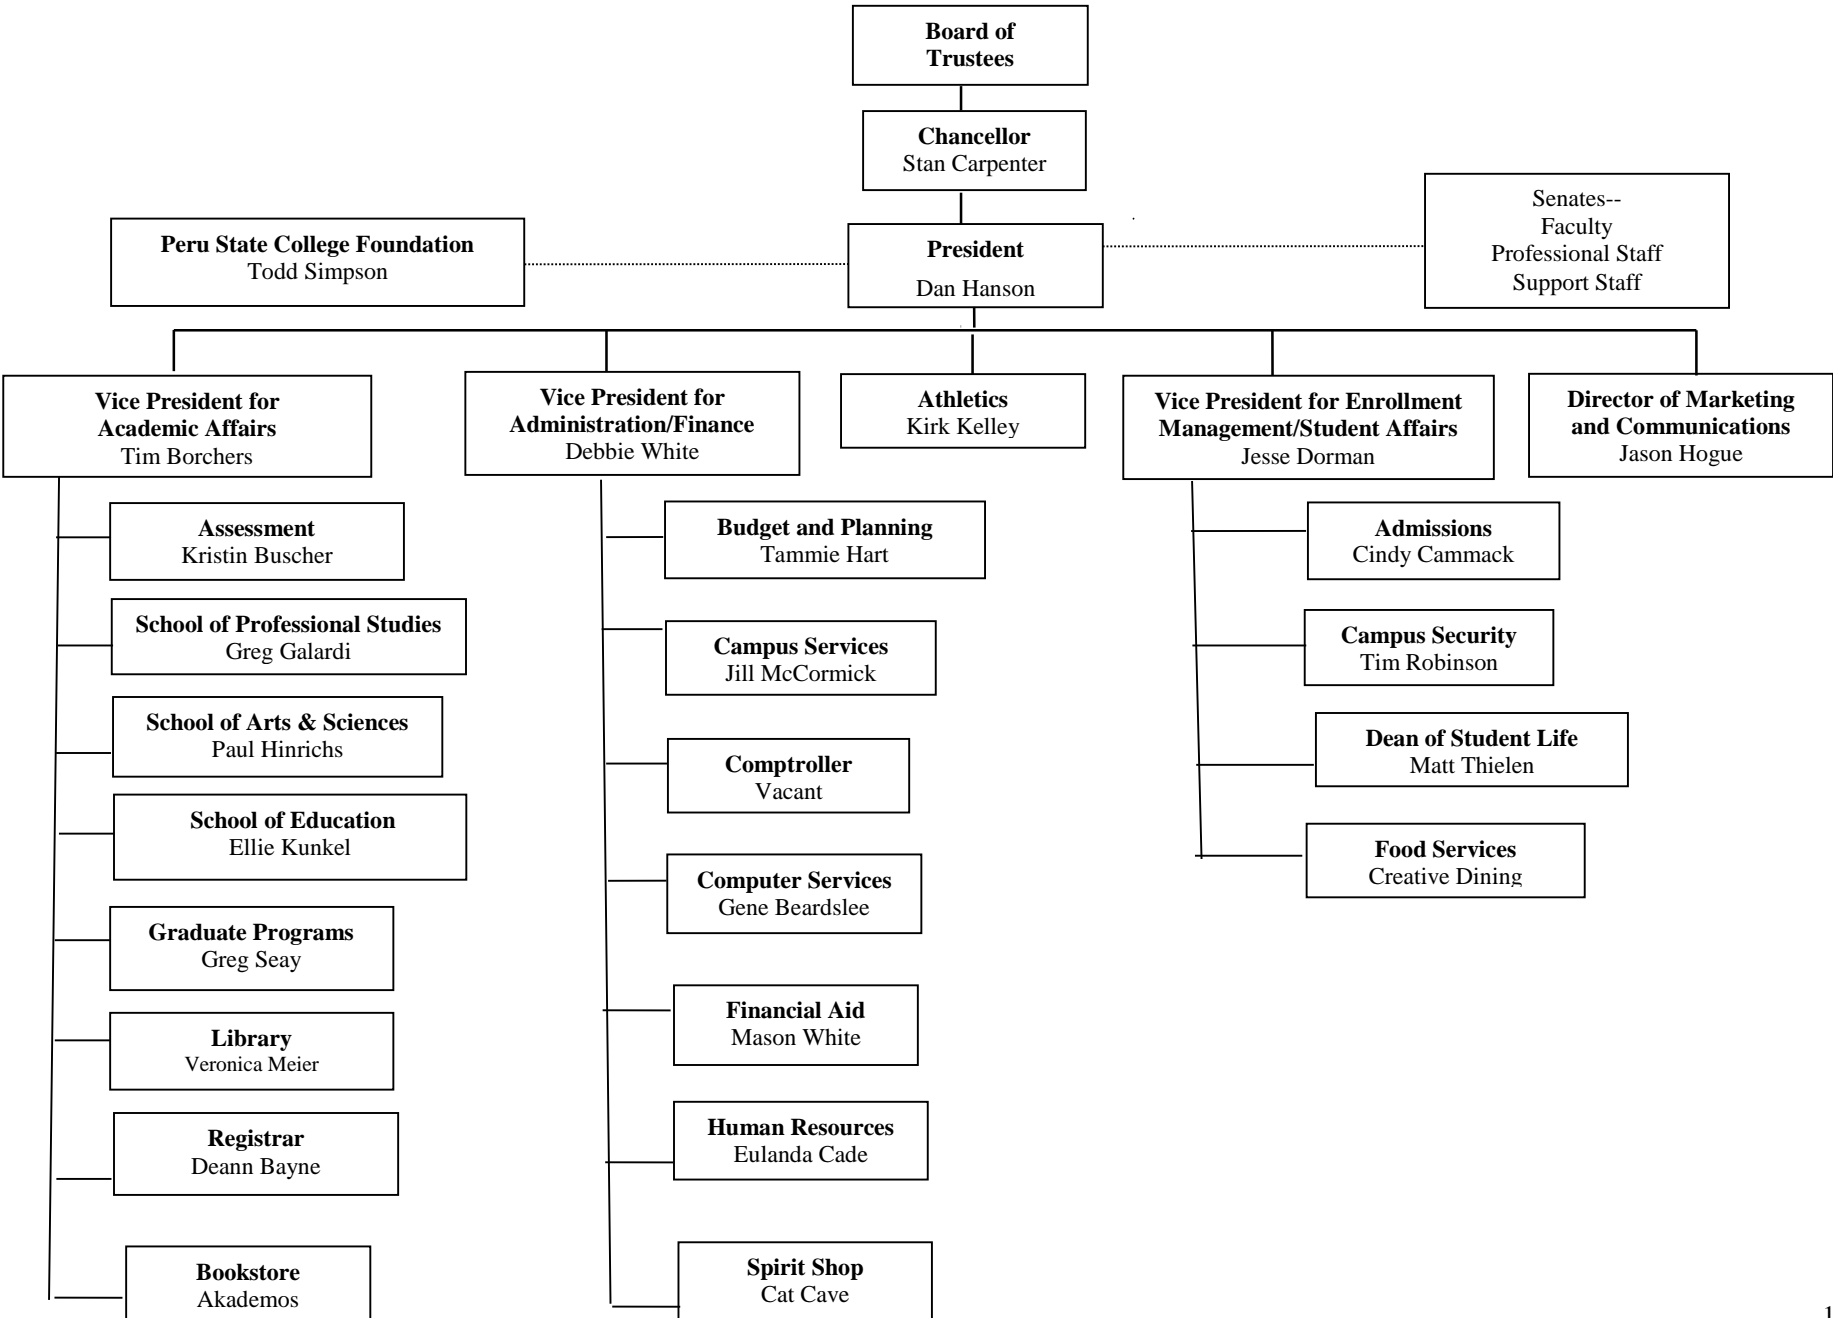 Board of
Trustees
Chancellor
Stan Carpenter
Senates--
Faculty
Professional Staff
Support Staff
Peru State College Foundation
Todd Simpson
President
Dan Hanson
Vice President for
Academic Affairs
Tim Borchers
Vice President for
Administration/Finance
Debbie White
Athletics
Kirk Kelley
Vice President for Enrollment
Management/Student Affairs
Jesse Dorman
Director of Marketing
and Communications
Jason Hogue
Assessment
Kristin Buscher
School of Professional Studies
Greg Galardi
School of Arts & Sciences
Paul Hinrichs
School of Education
Ellie Kunkel
Graduate Programs
Greg Seay
Library
Veronica Meier
Registrar
Deann Bayne
Bookstore
Akademos
Budget and Planning
Tammie Hart
Campus Services
Jill McCormick
Comptroller
Vacant
Computer Services
Gene Beardslee
Financial Aid
Mason White
Human Resources
Eulanda Cade
Spirit Shop
Cat Cave
Admissions
Cindy Cammack
Campus Security
Tim Robinson
Dean of Student Life
Matt Thielen
Food Services
Creative Dining
1